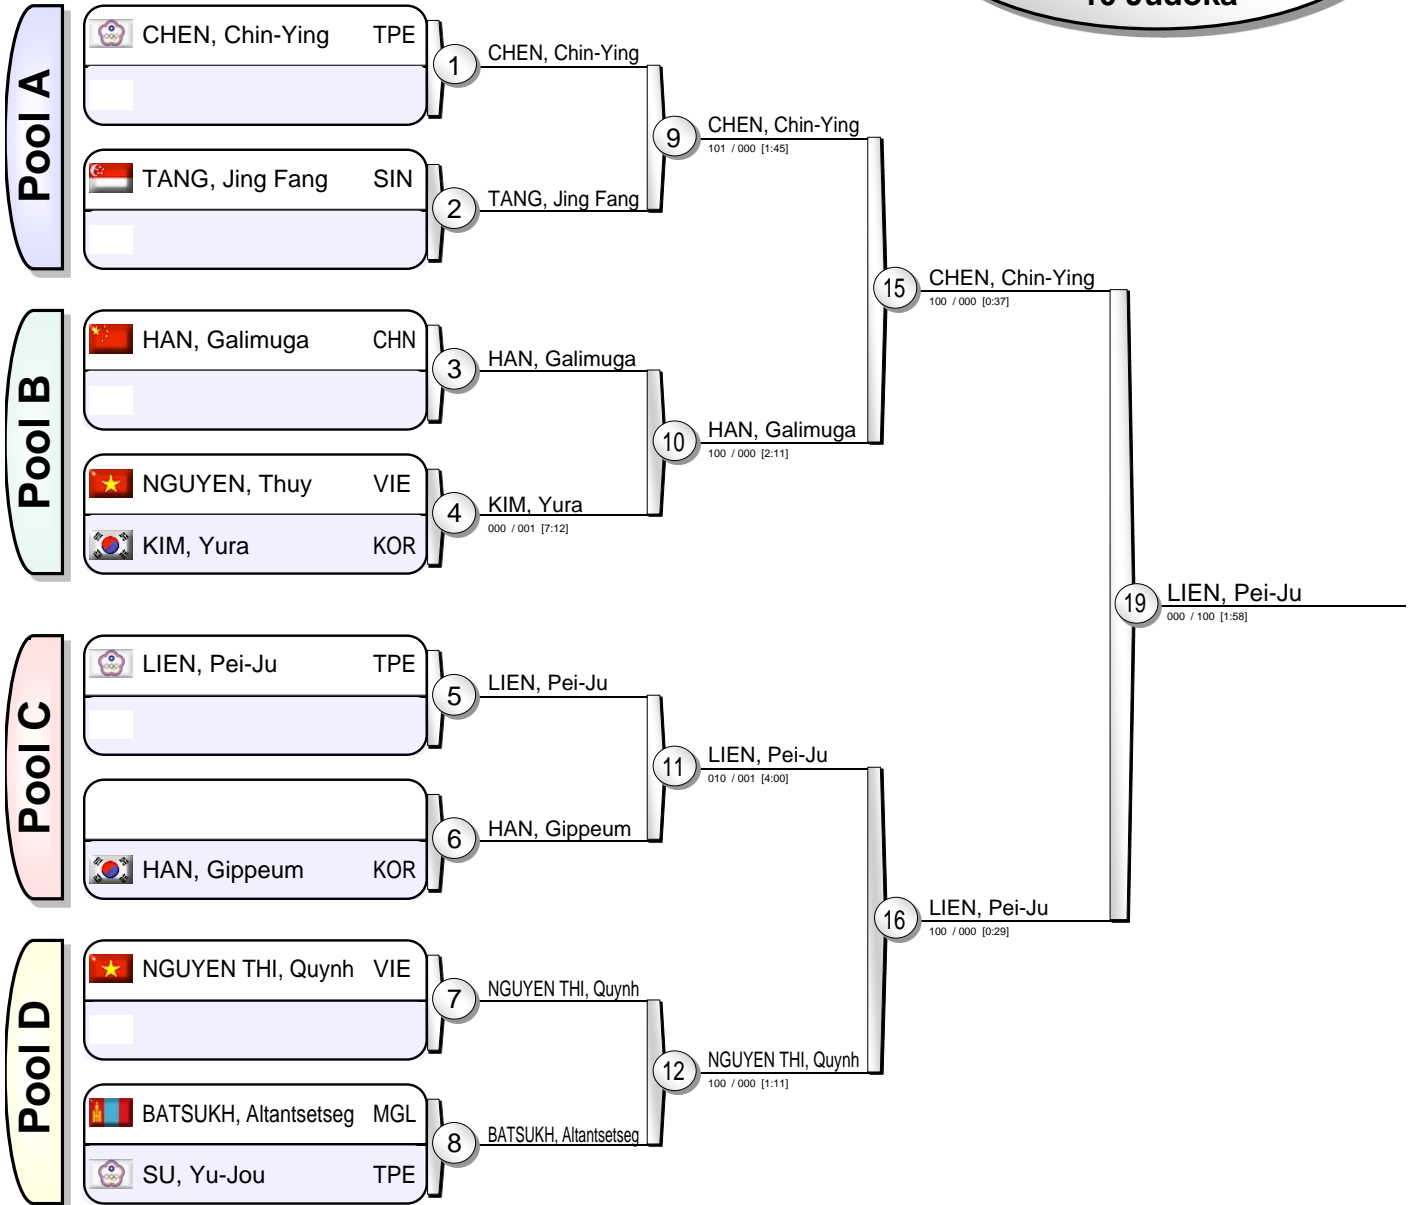 10 Judoka
Pool A
CHEN, Chin-Ying TPE
1
CHEN, Chin-Ying
TANG, Jing Fang SIN
2
TANG, Jing Fang
9
CHEN, Chin-Ying
101 / 000 [1:45]
Pool B
HAN, Galimuga CHN
3
HAN, Galimuga
NGUYEN, Thuy VIE
KIM, Yura KOR
4
KIM, Yura
000 / 001 [7:12]
10
HAN, Galimuga
100 / 000 [2:11]
15
CHEN, Chin-Ying
100 / 000 [0:37]
Pool C
LIEN, Pei-Ju TPE
5
LIEN, Pei-Ju
HAN, Gippeum KOR
6
HAN, Gippeum
11
LIEN, Pei-Ju
010 / 001 [4:00]
Pool D
NGUYEN THI, Quynh VIE
7
NGUYEN THI, Quynh
BATSUKH, Altantsetseg MGL
SU, Yu-Jou TPE
8
BATSUKH, Altantsetseg
12
NGUYEN THI, Quynh
100 / 000 [1:11]
16
LIEN, Pei-Ju
100 / 000 [0:29]
19
LIEN, Pei-Ju
000 / 100 [1:58]